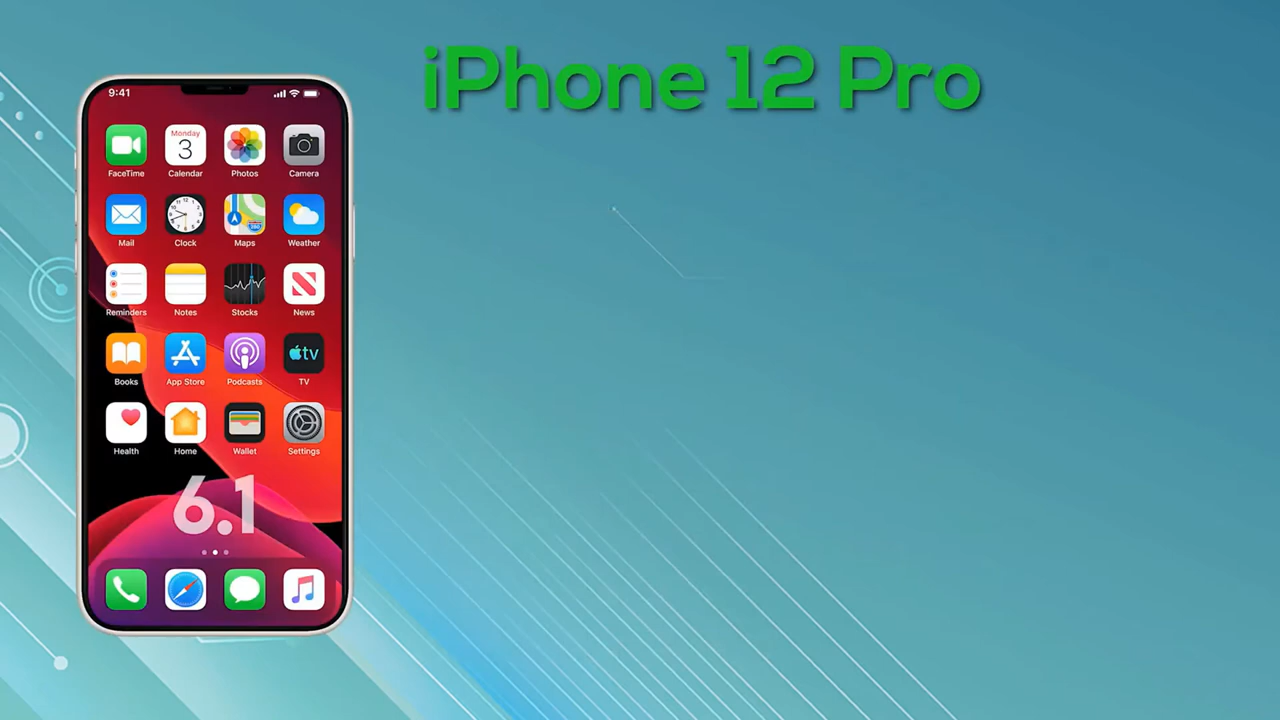 iPhone 12 Pro
9:41
Monday
3
FaceTime Calendar Photos Camera
Mail Clock Maps Weather
Reminders Notes Stocks News
tv
Books App Store Podcasts TV
Health Home Wallet Settings
6.1